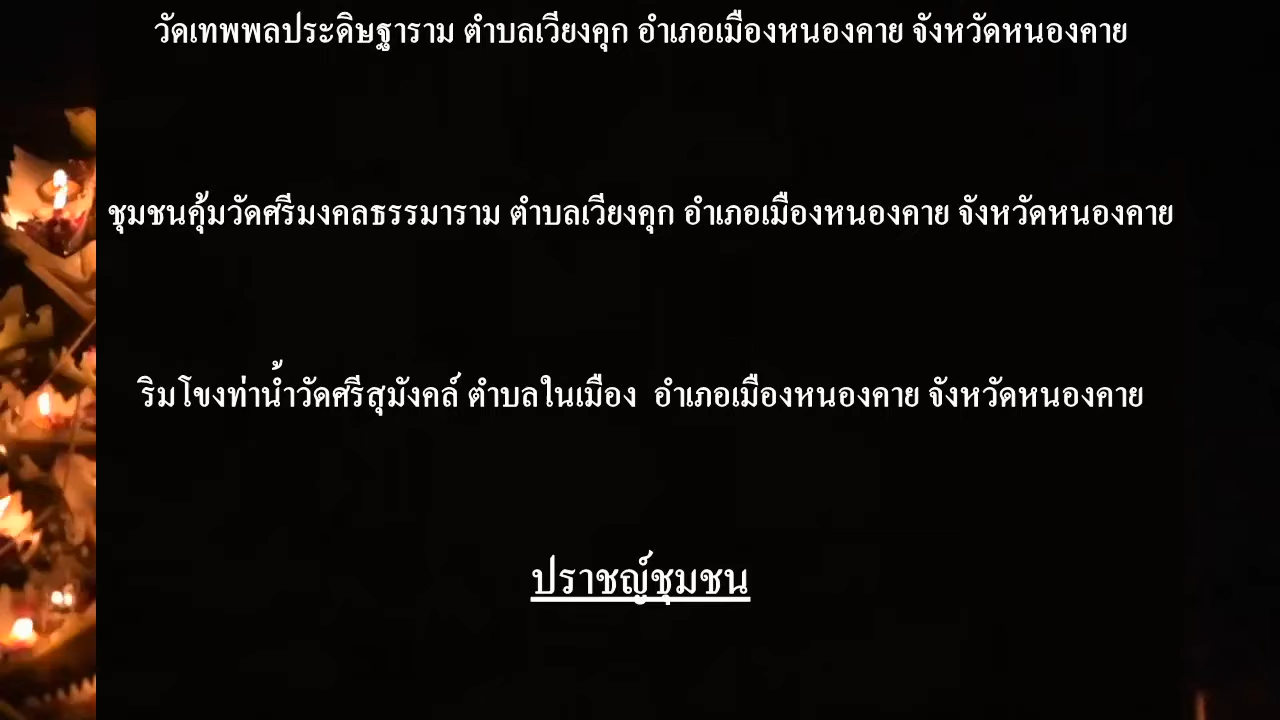 วัดเทพพลประดิษฐาราม ตำบลเวียงคุก อำเภอเมืองหนองคาย จังหวัดหนองคาย
ชุมชนคุ้มวัดศรีมงคลธรรมาราม ตำบลเวียงคุก อำเภอเมืองหนองคาย จังหวัดหนองคาย
ริมโขงท่าน้ำวัดศรีสุมังคล์ ตำบลในเมือง อำเภอเมืองหนองคาย จังหวัดหนองคาย
ปราชญ์ชุมชน